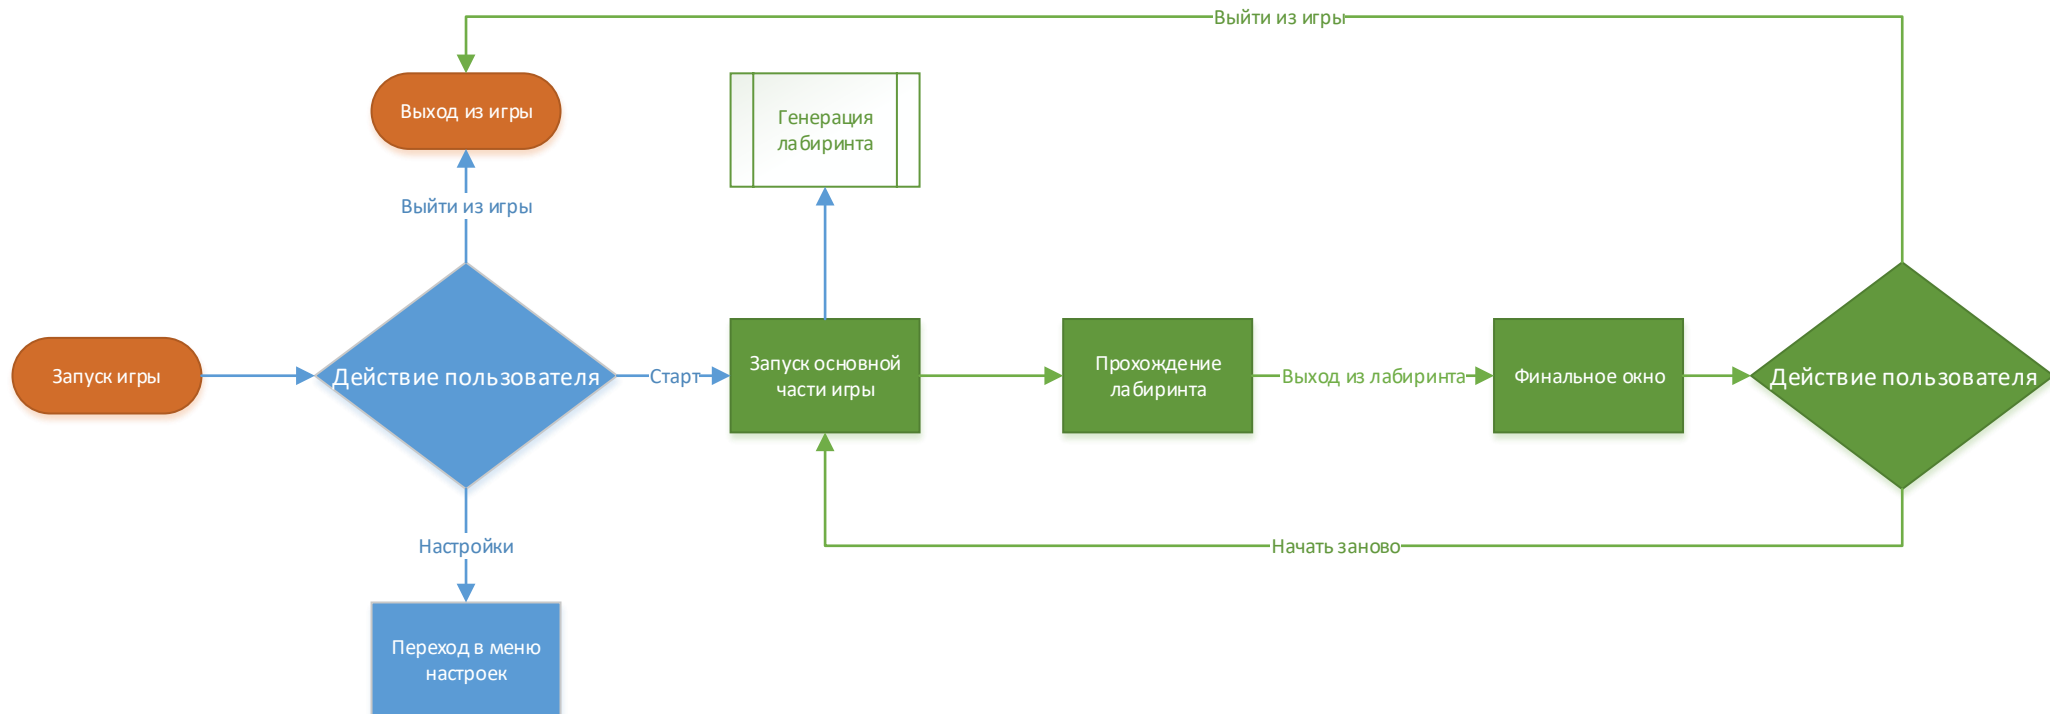 Выйти из игры
Выход из игры
Генерация
лабиринта
Выйти из игры
Запуск игры
Действие пользователя
Старт
Запуск основной
части игры
Прохождение
лабиринта
Выход из лабиринта
Финальное окно
Действие пользователя
Настройки
Начать заново
Переход в меню
настроек